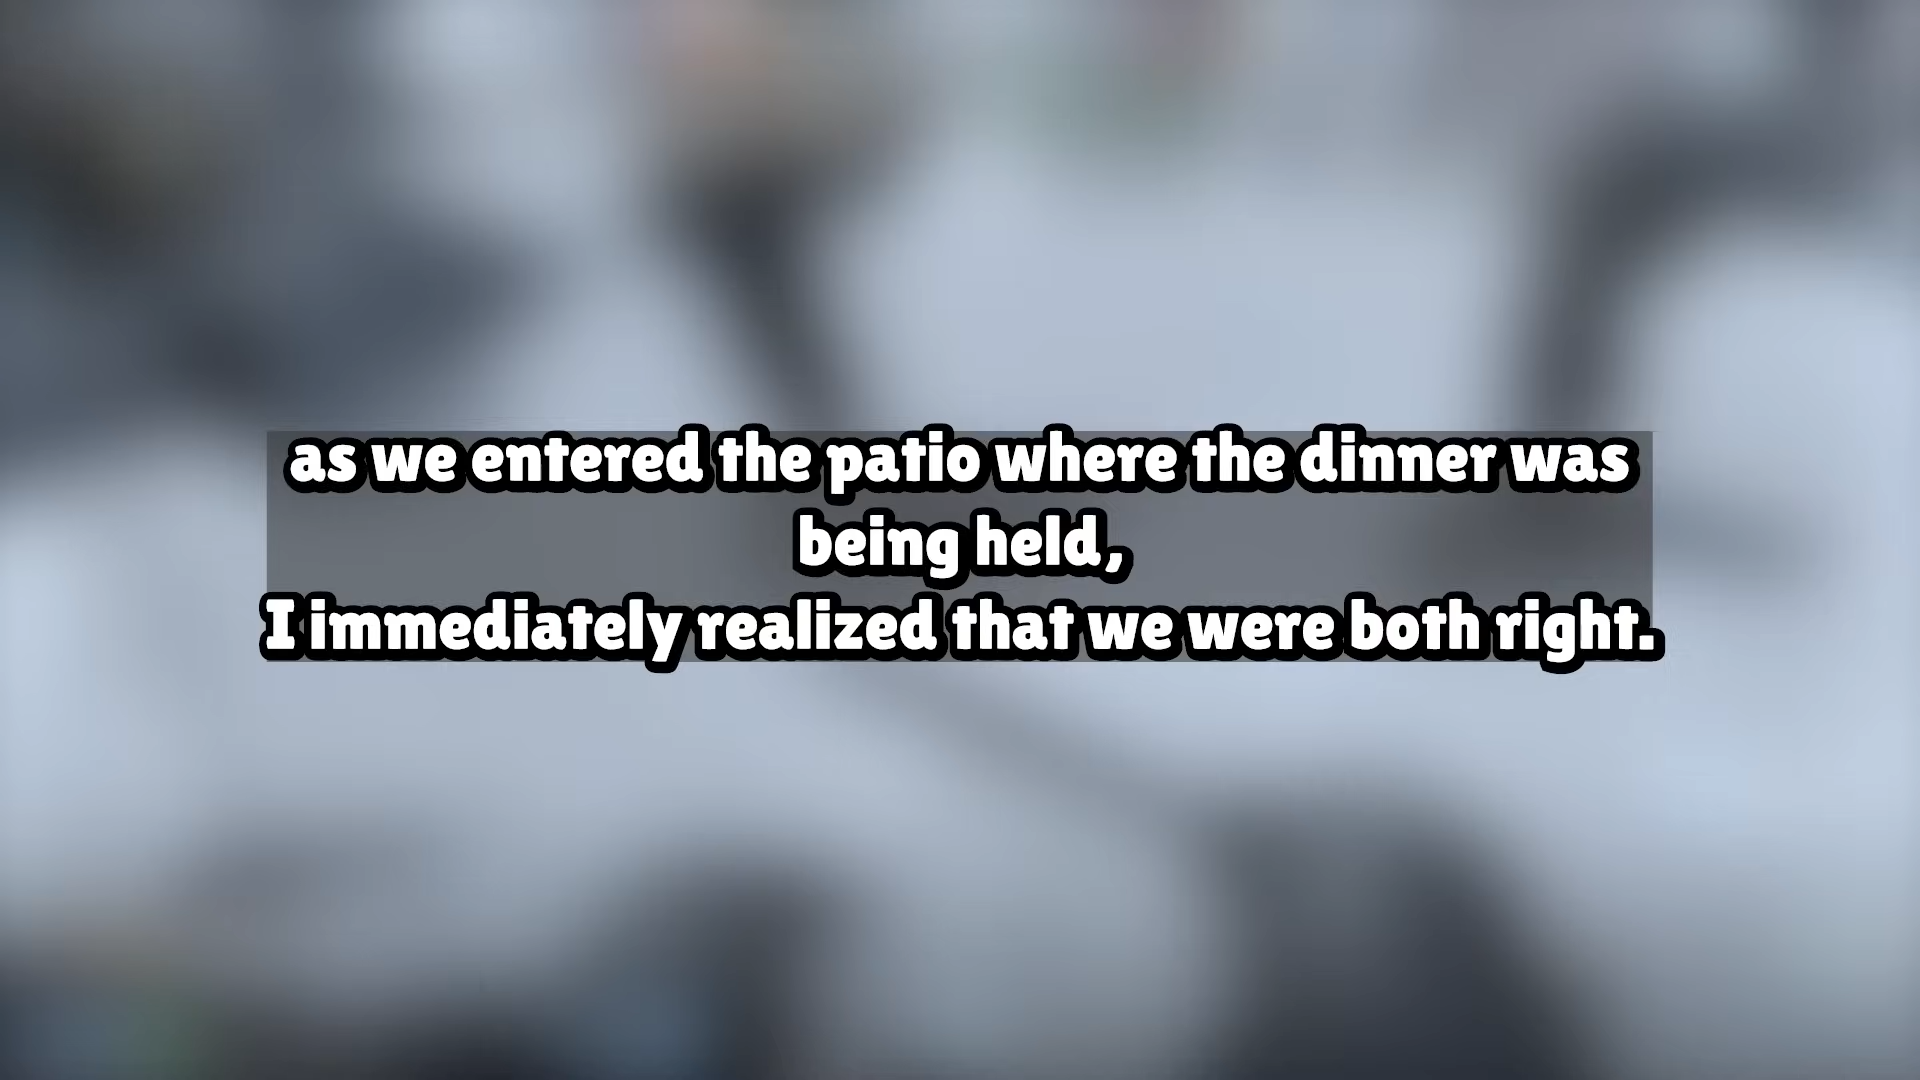 as we entered the patio where the dinner was
being held,
I immediately realized that we were both right.